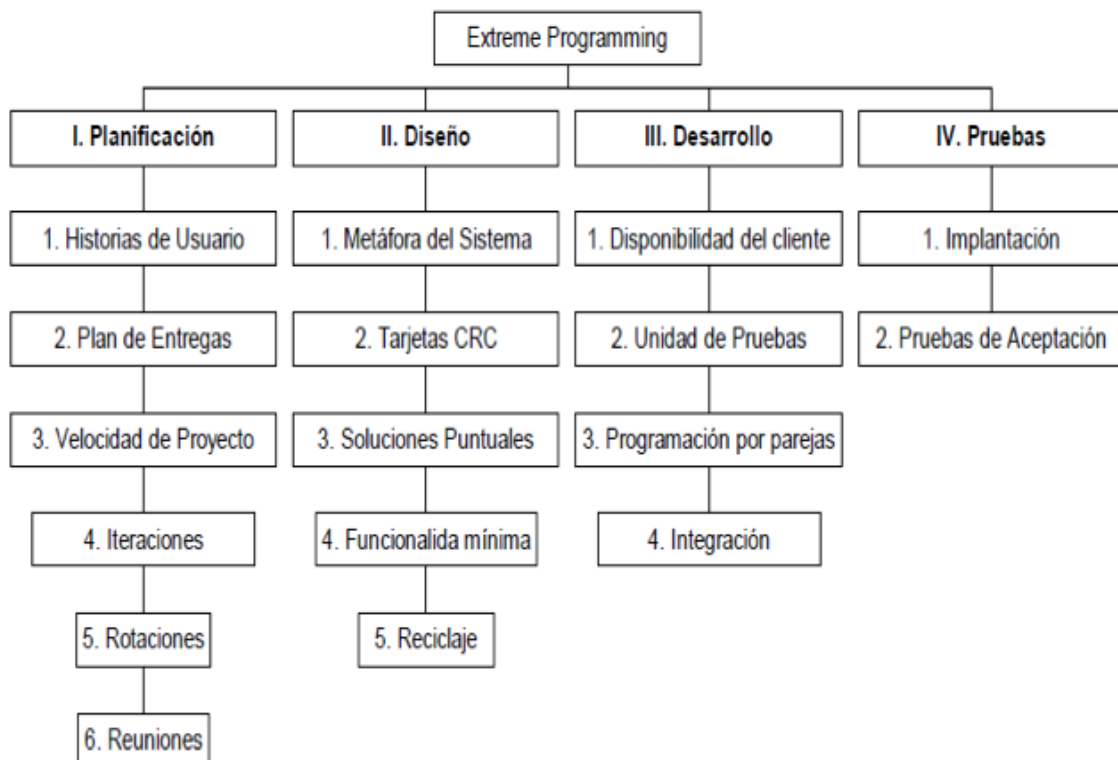 Extreme Programming
I. Planificación
II. Diseño
III. Desarrollo
IV. Pruebas
1. Historias de Usuario
1. Metáfora del Sistema
1. Disponibilidad del cliente
1. Implantación
2. Plan de Entregas
2. Tarjetas CRC
2. Unidad de Pruebas
2. Pruebas de Aceptación
3. Velocidad de Proyecto
3. Soluciones Puntuales
3. Programación por parejas
4. Iteraciones
4. Funcionalida mínima
4. Integración
5. Rotaciones
5. Reciclaje
6. Reuniones